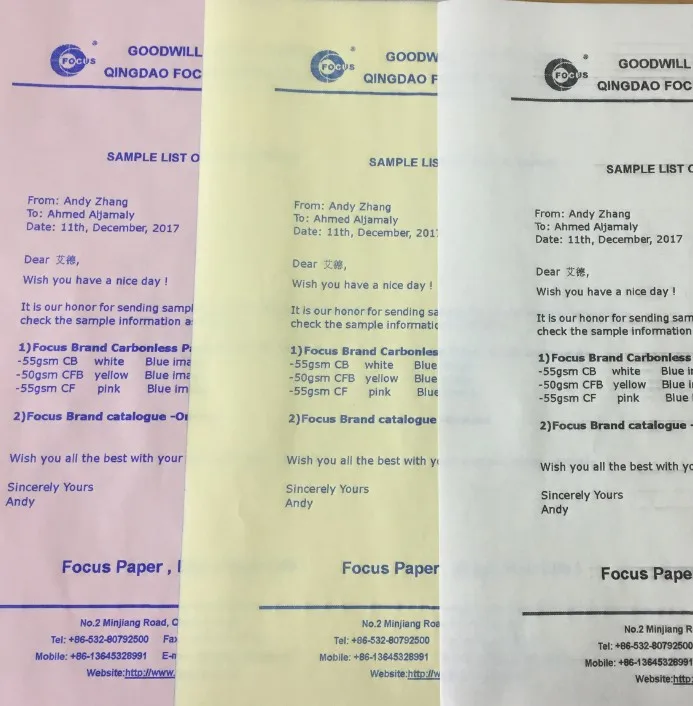 FOCUS
GOODWILL
QINGDAO FOC
SAMPLE LIST O
From: Andy Zhang
To: Ahmed Aljamaly
Date: 11th, December, 2017
Dear 艾德,
Wish you have a nice day !
It is our honor for sending sampl
check the sample information a
1)Focus Brand Carbonless Pa
-55gsm CB white Blue ima
-50gsm CFB yellow Blue ima
-55gsm CF pink Blue im
2)Focus Brand catalogue -On
Wish you all the best with your
Sincerely Yours
Andy
Focus Paper , I
No.2 Minjiang Road, C
Tel: +86-532-80792500 Fax
Mobile: +86-13645328991 E-m
Website:http://www.
FOCUS
GOODW
QINGDAO F
SAMPLE LIS
From: Andy Zhang
To: Ahmed Aljamaly
Date: 11th, December, 2017
Dear 艾德,
Wish you have a nice day !
It is our honor for sending sa
check the sample informatio
1)Focus Brand Carbonles
-55gsm CB white Blue
-50gsm CFB yellow Blue
-55gsm CF pink Blue
2)Focus Brand catalogue
Wish you all the best with yo
Sincerely Yours
Andy
Focus Paper
No.2 Minjiang Roa
Tel: +86-532-80792500
Mobile: +86-13645328991
Website:http://w
FOCUS
GOODWILL
QINGDAO FOC
SAMPLE LIST O
From: Andy Zhang
To: Ahmed Aljamaly
Date: 11th, December, 2017
Dear 艾德,
Wish you have a nice day !
It is our honor for sending sam
check the sample information
1)Focus Brand Carbonless
-55gsm CB white Blue i
-50gsm CFB yellow Blue i
-55gsm CF pink Blue
2)Focus Brand catalogue -
Wish you all the best with yo
Sincerely Yours
Andy
Focus Pape
No.2 Minjiang R
Tel: +86-532-80792500
Mobile: +86-13645328991
Website:http: